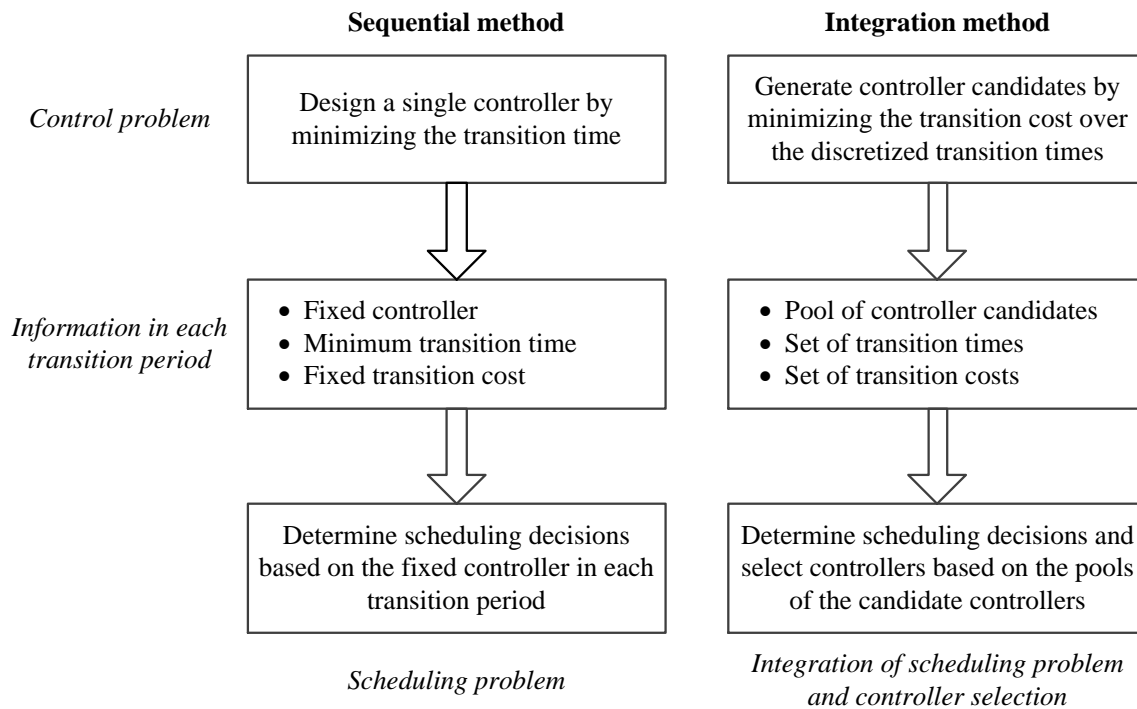 Sequential method
Integration method
Control problem
Design a single controller by
minimizing the transition time
Generate controller candidates by
minimizing the transition cost over
the discretized transition times
Information in each
transition period
• Fixed controller
• Minimum transition time
• Fixed transition cost
• Pool of controller candidates
• Set of transition times
• Set of transition costs
Determine scheduling decisions
based on the fixed controller in each
transition period
Determine scheduling decisions and
select controllers based on the pools
of the candidate controllers
Scheduling problem
Integration of scheduling problem
and controller selection